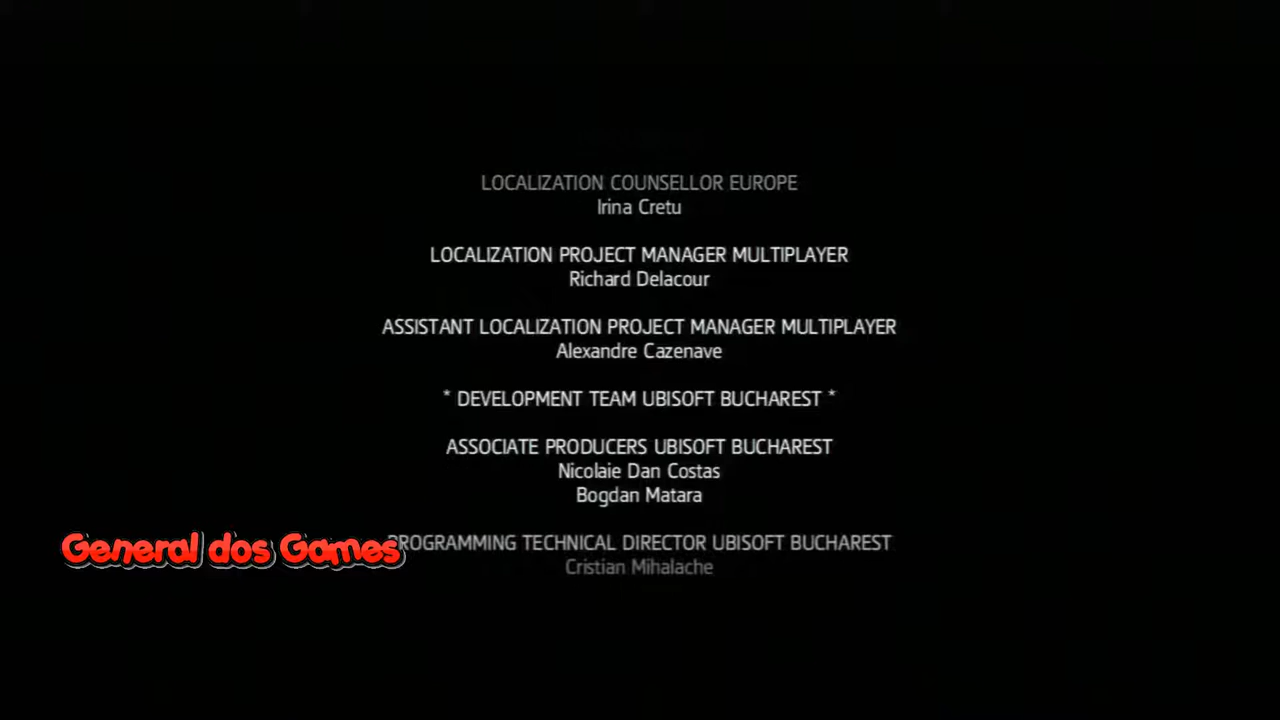 LOCALIZATION COUNSELLOR EUROPE
Irina Cretu
LOCALIZATION PROJECT MANAGER MULTIPLAYER
Richard Delacour
ASSISTANT LOCALIZATION PROJECT MANAGER MULTIPLAYER
Alexandre Cazenave
* DEVELOPMENT TEAM UBISOFT BUCHAREST *
ASSOCIATE PRODUCERS UBISOFT BUCHAREST
Nicolaie Dan Costas
Bogdan Matara
General dos Games
PROGRAMMING TECHNICAL DIRECTOR UBISOFT BUCHAREST
Cristian Mihalache